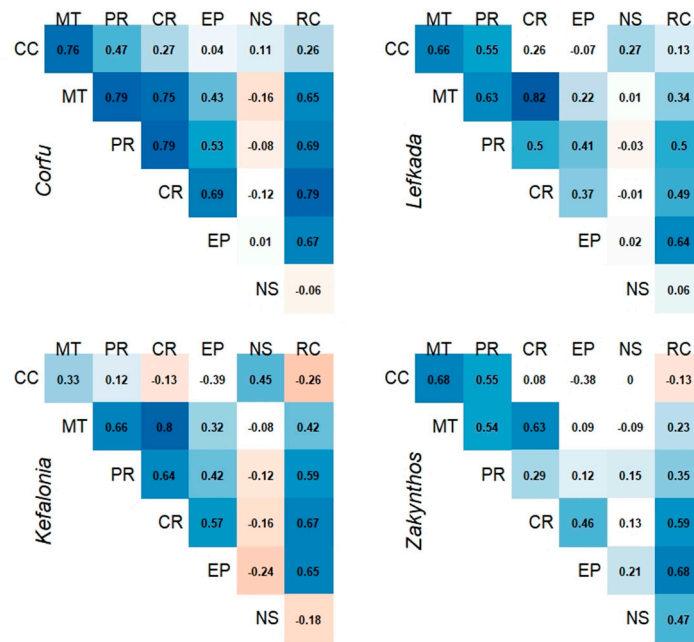 MT PR CR EP NS RC
CC 0.76 0.47 0.27 0.04 0.11 0.26
MT 0.79 0.75 0.43 -0.16 0.65
PR 0.79 0.53 -0.08 0.69
CR 0.69 -0.12 0.79
EP 0.01 0.67
NS -0.06
Corfu
MT PR CR EP NS RC
CC 0.66 0.55 0.26 -0.07 0.27 0.13
MT 0.63 0.82 0.22 0.01 0.34
PR 0.5 0.41 -0.03 0.5
CR 0.37 -0.01 0.49
EP 0.02 0.64
NS 0.06
Lefkada
MT PR CR EP NS RC
CC 0.33 0.12 -0.13 -0.39 0.45 -0.26
MT 0.66 0.8 0.32 -0.08 0.42
PR 0.64 0.42 -0.12 0.59
CR 0.57 -0.16 0.67
EP -0.24 0.65
NS -0.18
Kefalonia
MT PR CR EP NS RC
CC 0.68 0.55 0.08 -0.38 0 -0.13
MT 0.54 0.63 0.09 -0.09 0.23
PR 0.29 0.12 0.15 0.35
CR 0.46 0.13 0.59
EP 0.21 0.68
NS 0.47
Zakynthos